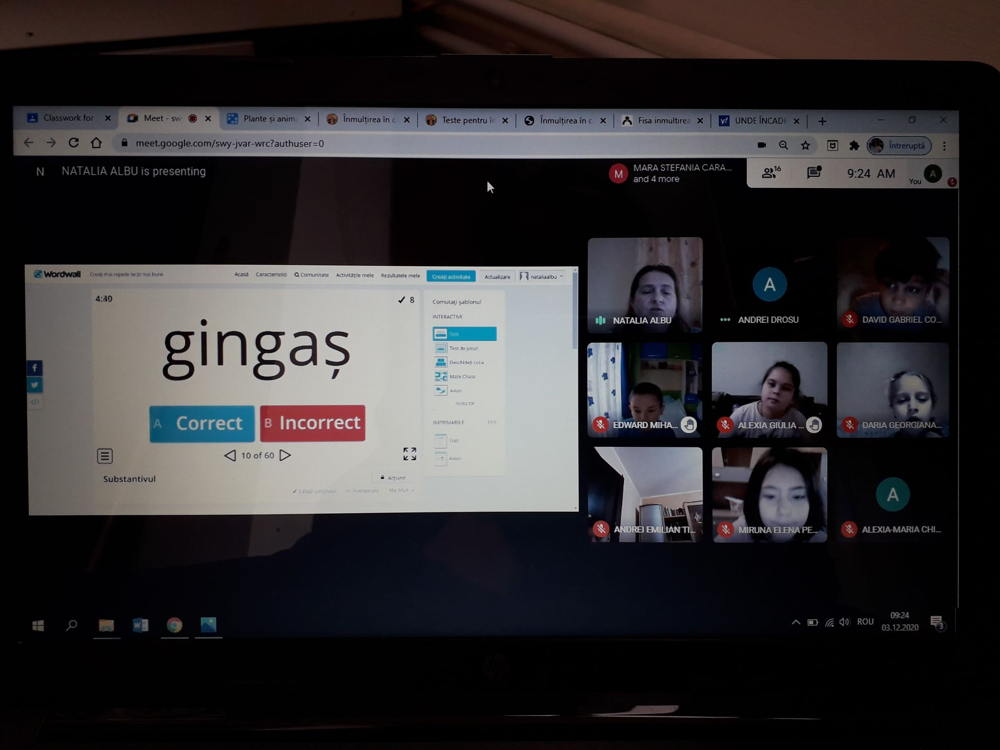 Classwork for
Meet - sw
Plante și anim
Înmulțirea în c
Teste pentru în
Înmulțirea în c
Fisa inmultirea
UNDE ÎNCADR
meet.google.com/swy-jvar-wrc?authuser=0
Întreruptă
N NATALIA ALBU is presenting
M MARA STEFANIA CARA...
and 4 more
16
9:24 AM
You
A
Wordwall
Creați mai repede lecții mai bune
Acasă
Caracteristici
Comunitate
Activitățile mele
Rezultatele mele
Creați activitate
Actualizare
nataliaalbu
4:40
8
gingaș
A Correct
B Incorrect
10 of 60
Substantivul
Acțiune
Editați conținutul
Încorporare
Mai Mult
Comutați șablonul
INTERACTIVE
Test
Test de jocuri
Deschideți cutia
Maze Chase
Avion
Arata tot
IMPRIMABILE PDF
Test
Avion
NATALIA ALBU
A
ANDREI DROSU
DAVID GABRIEL CO...
EDWARD MIHA...
ALEXIA GIULIA ...
DARIA GEORGIANA...
ANDREI EMILIAN TI...
MIRUNA ELENA PE...
A
ALEXIA-MARIA CHI...
ROU
09:24
03.12.2020
3
hp